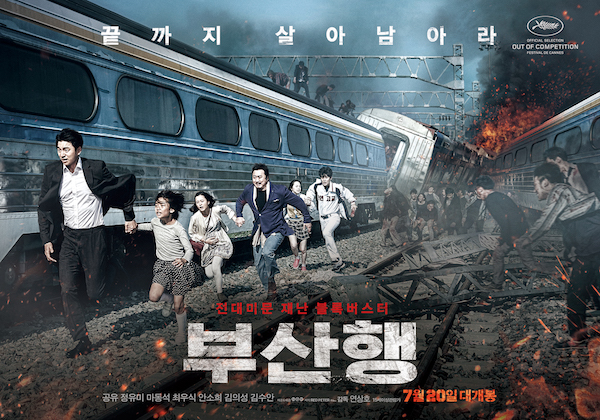 끝까지 살아남아라
OFFICIAL SELECTION
OUT OF COMPETITION
FESTIVAL DE CANNES
전대미문 재난 블록버스터
부산행
공유 정유미 마동석 최우식 안소희 김의성 김수안
감독 연상호
7월 20일 대개봉